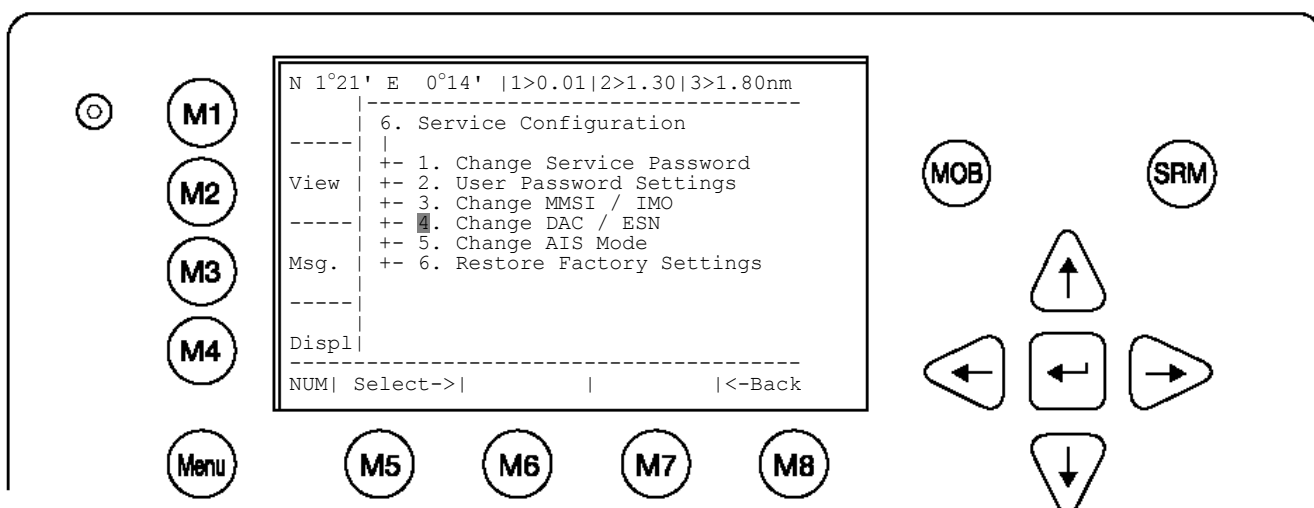 N 1°21' E  0°14' |1>0.01|2>1.30|3>1.80nm
M1
6. Service Configuration
+- 1. Change Service Password
M2
View | +- 2. User Password Settings
+- 3. Change MMSI / IMO
+- 4. Change DAC / ESN
+- 5. Change AIS Mode
M3
Msg. | +- 6. Restore Factory Settings
M4
Displ|
NUM| Select->|         |         |<-Back
MOB
SRM
Menu
M5
M6
M7
M8